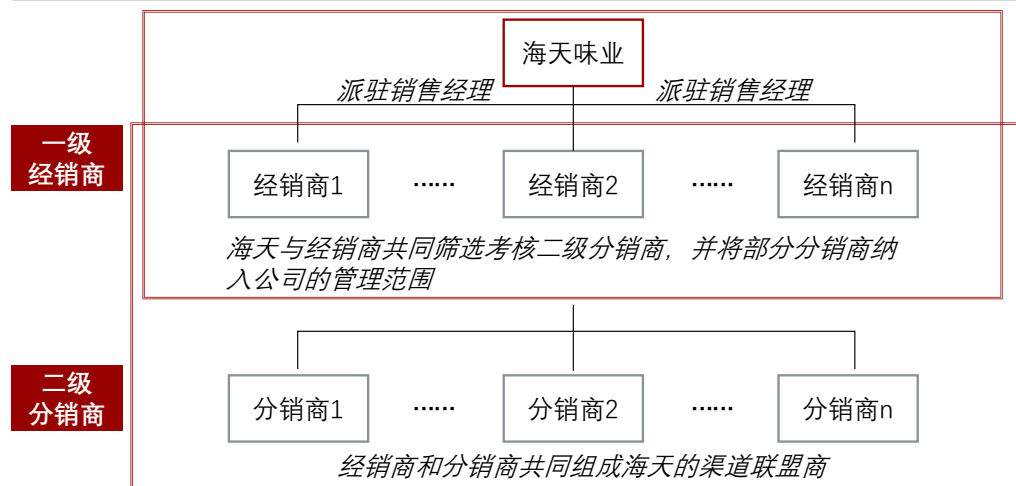 海天味业
派驻销售经理 派驻销售经理
一级
经销商
经销商1 …… 经销商2 …… 经销商n
海天与经销商共同筛选考核二级分销商，并将部分分销商纳
入公司的管理范围
二级
分销商
分销商1 …… 分销商2 …… 分销商n
经销商和分销商共同组成海天的渠道联盟商